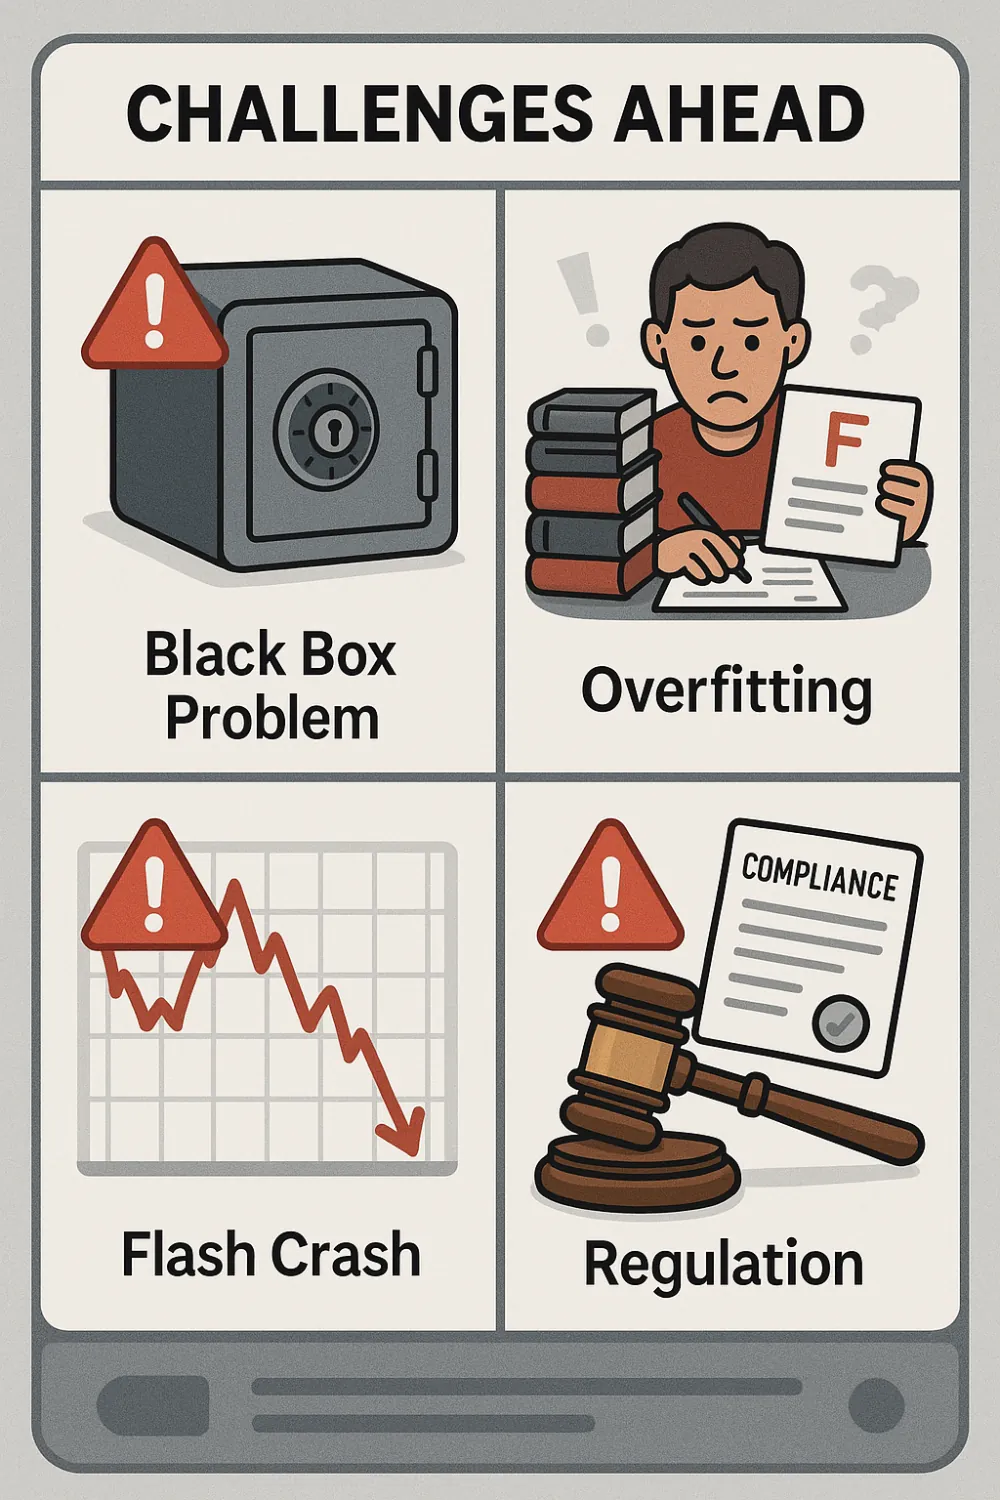 CHALLENGES AHEAD
Black Box
Problem
F
Overfitting
Flash Crash
COMPLIANCE
Regulation